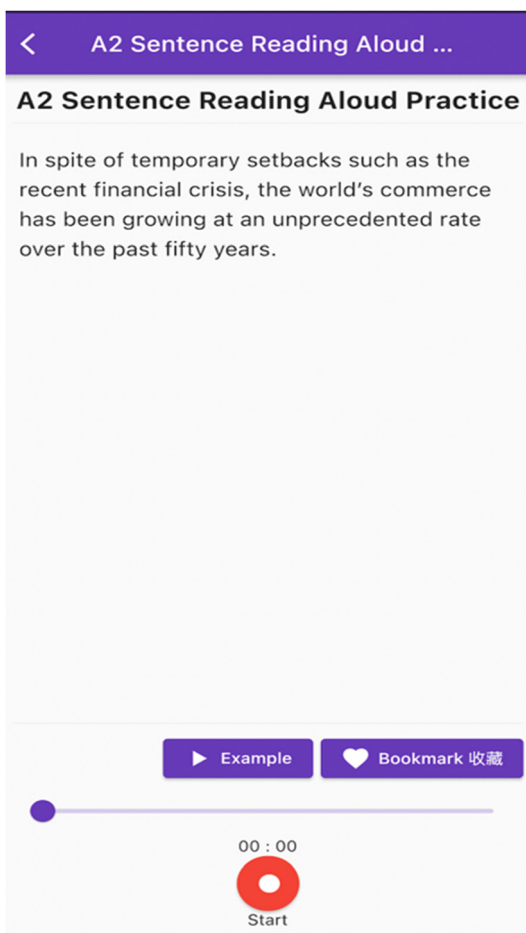 A2 Sentence Reading Aloud ...
A2 Sentence Reading Aloud Practice
In spite of temporary setbacks such as the
recent financial crisis, the world's commerce
has been growing at an unprecedented rate
over the past fifty years.
Example
Bookmark 收藏
00 : 00
Start